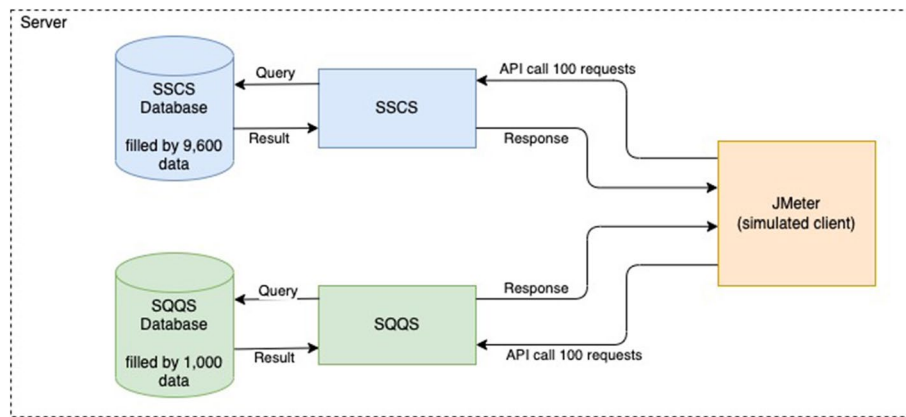 Server
SSCS
Database
filled by 9,600
data
Query
Result
SSCS
API call 100 requests
Response
JMeter
(simulated client)
SQQS
Database
filled by 1,000
data
Query
Result
SQQS
Response
API call 100 requests